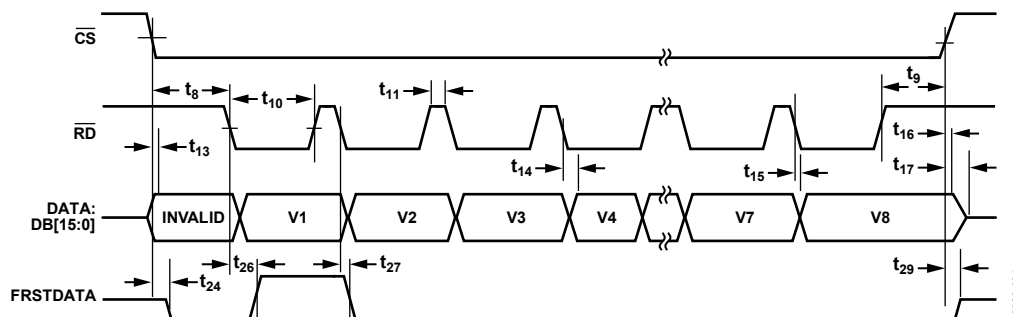 CS
t8
t10
t11
t9
RD
t13
t14
t15
t16
t17
DATA:
DB[15:0]
INVALID
V1
V2
V3
V4
V7
V8
t24
t26
t27
t29
FRSTDATA